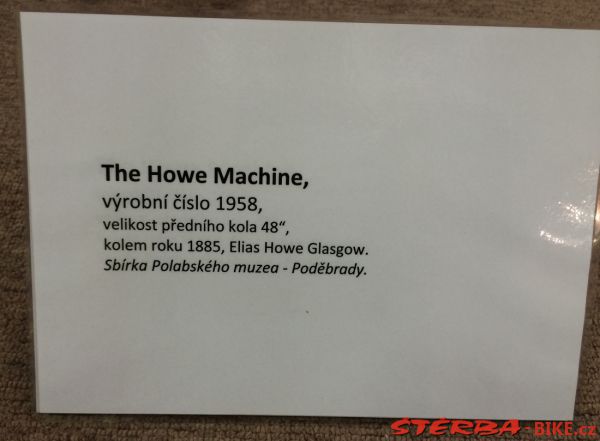 The Howe Machine,
výrobní číslo 1958,
velikost předního kola 48“,
kolem roku 1885, Elias Howe Glasgow.
Sbírka Polabského muzea - Poděbrady.
STERBA-BIKE.cz